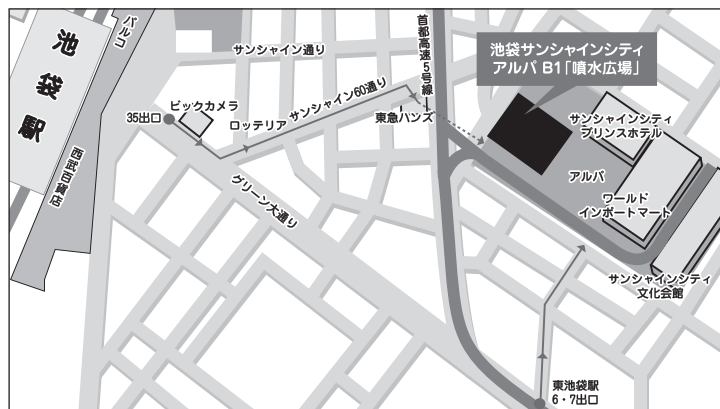 池袋駅
パルコ
西武百貨店
35出口
ビックカメラ
ロッテリア
サンシャイン通り
サンシャイン60通り
グリーン大通り
首都高速5号線
東急ハンズ
池袋サンシャインシティ
アルパ B1「噴水広場」
サンシャインシティ
プリンスホテル
アルパ
ワールド
インポートマート
サンシャインシティ
文化会館
東池袋駅
6・7出口